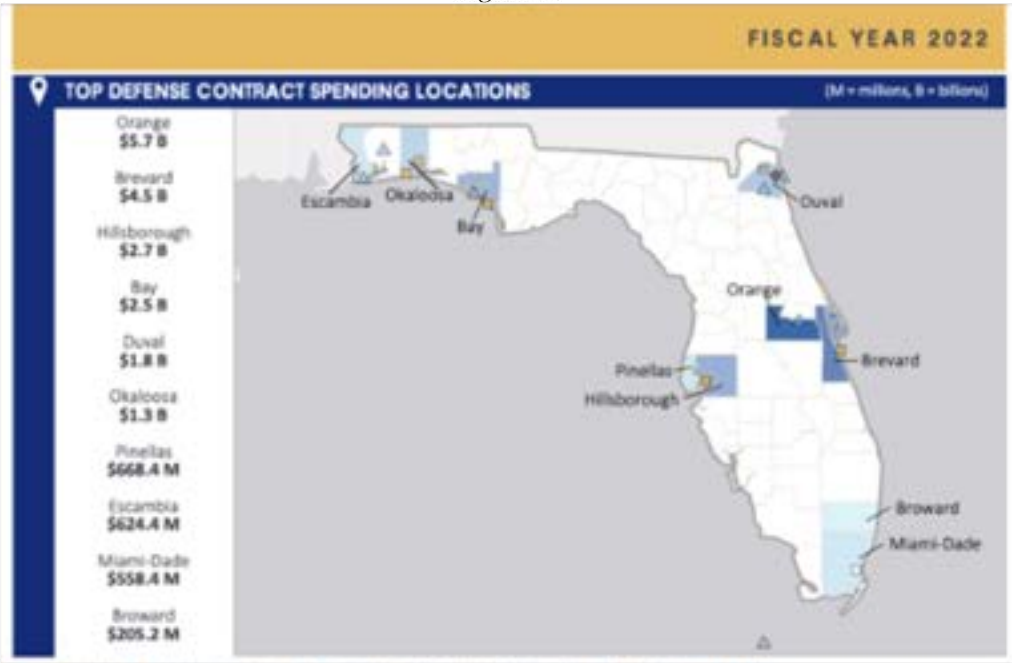 FISCAL YEAR 2022
TOP DEFENSE CONTRACT SPENDING LOCATIONS
(M = millions, B = billions)
Orange
$5.7 B
Brevard
$4.5 B
Hillsborough
$2.7 B
Bay
$2.5 B
Duval
$1.8 B
Okaloosa
$1.3 B
Pinellas
$668.4 M
Escambia
$624.4 M
Miami-Dade
$558.4 M
Broward
$205.2 M
Escambia
Okaloosa
Bay
Duval
Orange
Brevard
Pinellas
Hillsborough
Broward
Miami-Dade